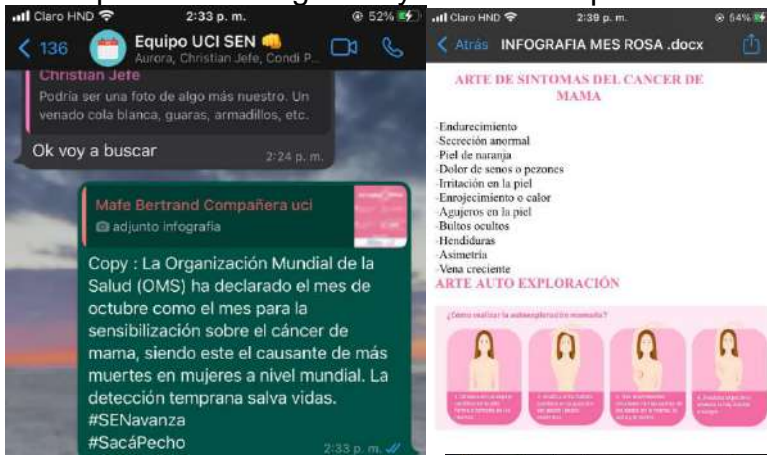 Claro HND
2:33 p. m.
52%
136
Equipo UCI SEN
Aurora, Christian Jefe, Condi P...
Christian Jefe
Podría ser una foto de algo más nuestro. Un
venado cola blanca, guaras, armadillos, etc.
Ok voy a buscar
2:24 p. m.
Mafe Bertrand Compañera uci
adjunto infografia
Copy : La Organización Mundial de la
Salud (OMS) ha declarado el mes de
octubre como el mes para la
sensibilización sobre el cáncer de
mama, siendo este el causante de más
muertes en mujeres a nivel mundial. La
detección temprana salva vidas.
#SENavanza
#SacáPecho
2:33 p. m.
Claro HND
2:39 p. m.
54%
Atrás
INFOGRAFIA MES ROSA .docx
ARTE DE SINTOMAS DEL CANCER DE
MAMA
-Endurecimiento
-Secreción anormal
-Piel de naranja
-Dolor de senos o pezones
-Irritación en la piel
-Enrojecimiento o calor
-Agujeros en la piel
-Bultos ocultos
-Hendiduras
-Asimetría
-Vena creciente
ARTE AUTO EXPLORACIÓN
¿Cómo realizar la autoexploración mamaria?